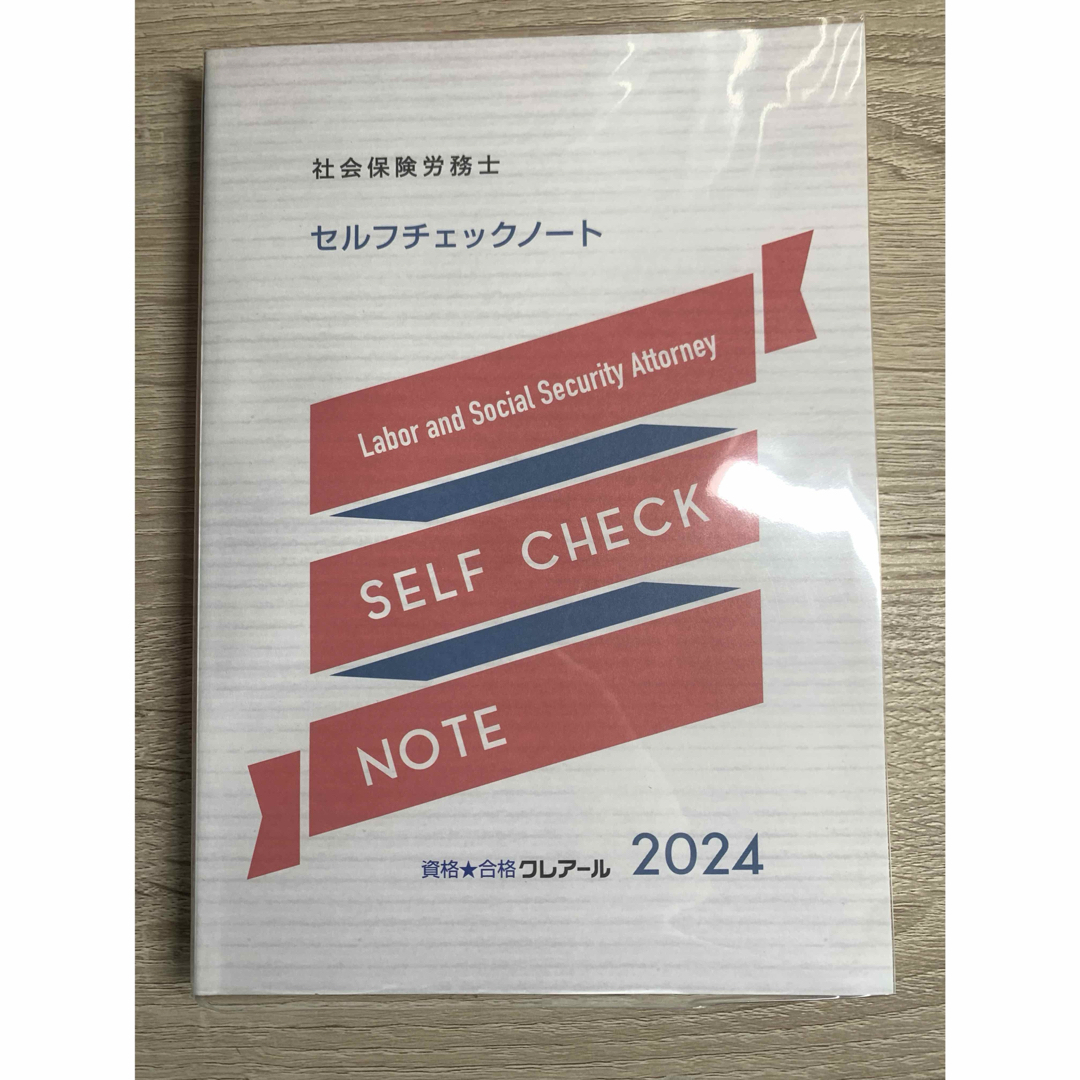 社会保険労務士
セルフチェックノート
Labor and Social Security Attorney
SELF CHECK
NOTE
資格★合格クレアール 2024